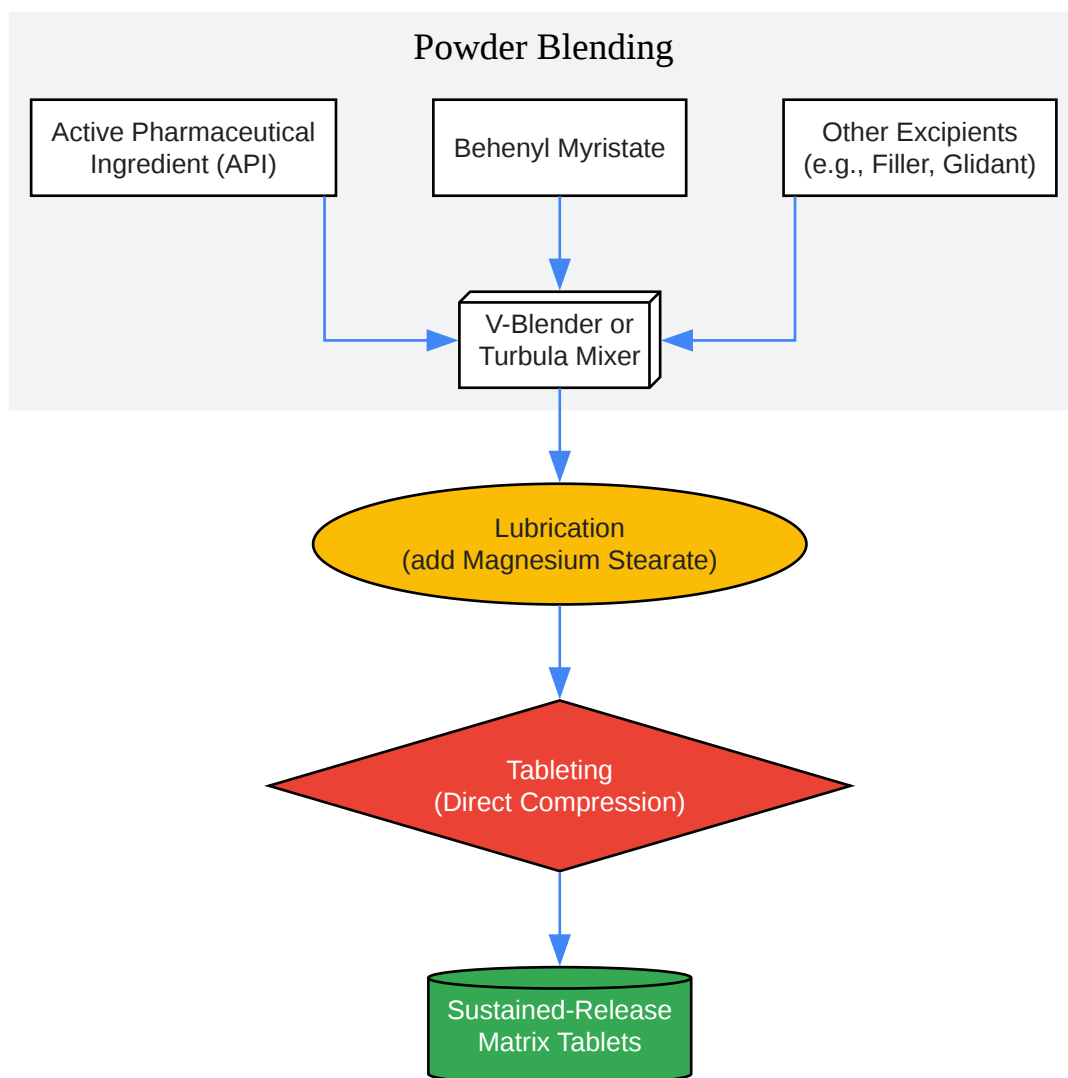 Powder Blending
Active Pharmaceutical
Ingredient (API)
Behenyl Myristate
Other Excipients
(e.g., Filler, Glidant)
V-Blender or
Turbula Mixer
Lubrication
(add Magnesium Stearate)
Tableting
(Direct Compression)
Sustained-Release
Matrix Tablets